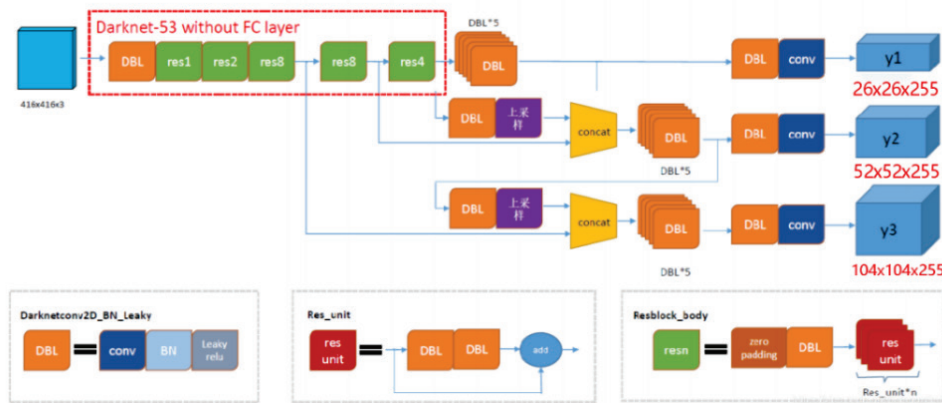 Darknet-53 without FC layer
DBL*5
DBL
res1
res2
res8
res8
res4
DBL
DBL
conv
y1
416x416x3
26x26x255
DBL
上采
样
concat
DBL
DBL*5
DBL
conv
y2
52x52x255
DBL
上采
样
concat
DBL
DBL*5
DBL
conv
y3
104x104x255
Darknetconv2D_BN_Leaky
DBL
=
conv
BN
Leaky
relu
Res_unit
res
unit
=
DBL
DBL
add
Resblock_body
resn
=
zero
padding
DBL
res
unit
Res_unit*n